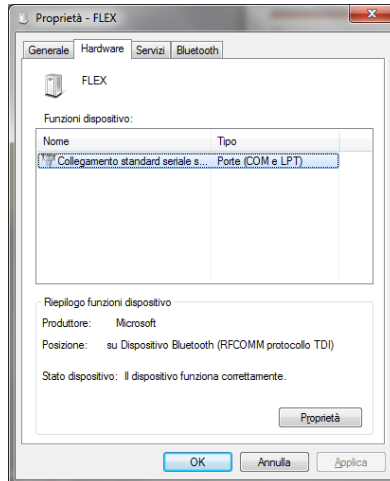 Proprietà - FLEX
Generale Hardware Servizi Bluetooth
FLEX
Funzioni dispositivo:
Nome Tipo
Collegamento standard seriale s... Porte (COM e LPT)
Riepilogo funzioni dispositivo
Produttore: Microsoft
Posizione: su Dispositivo Bluetooth (RFCOMM protocollo TDI)
Stato dispositivo: Il dispositivo funziona correttamente.
Proprietà
OK Annulla Applica